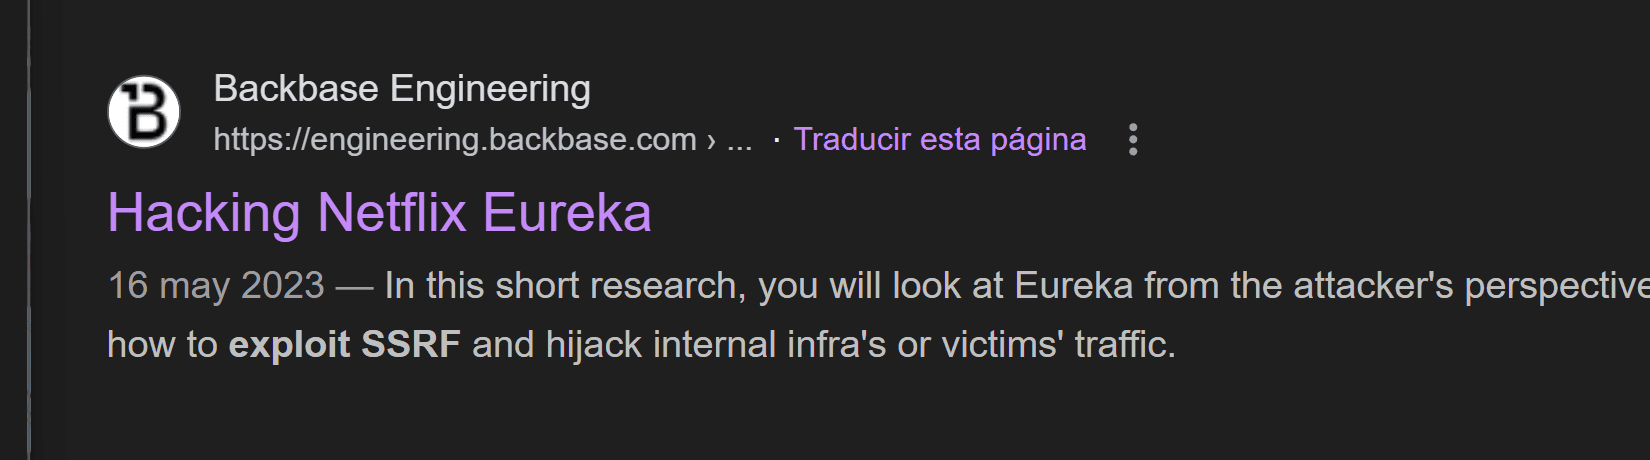 Backbase Engineering
https://engineering.backbase.com › ... · Traducir esta página
Hacking Netflix Eureka
16 may 2023 — In this short research, you will look at Eureka from the attacker's perspective
how to exploit SSRF and hijack internal infra's or victims' traffic.